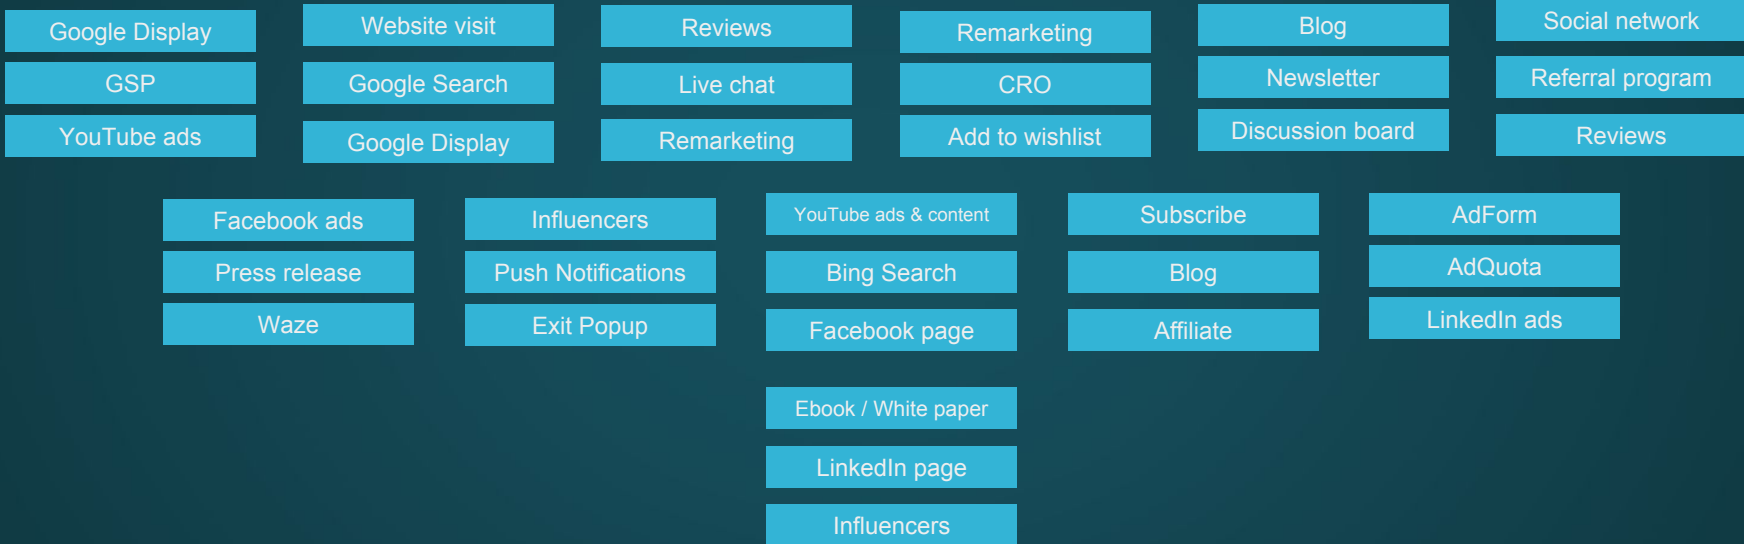 Google Display
GSP
YouTube ads
Website visit
Google Search
Google Display
Reviews
Live chat
Remarketing
Remarketing
CRO
Add to wishlist
Blog
Newsletter
Discussion board
Social network
Referral program
Reviews
Facebook ads
Press release
Waze
Influencers
Push Notifications
Exit Popup
YouTube ads & content
Bing Search
Facebook page
Subscribe
Blog
Affiliate
AdForm
AdQuota
LinkedIn ads
Ebook / White paper
LinkedIn page
Influencers